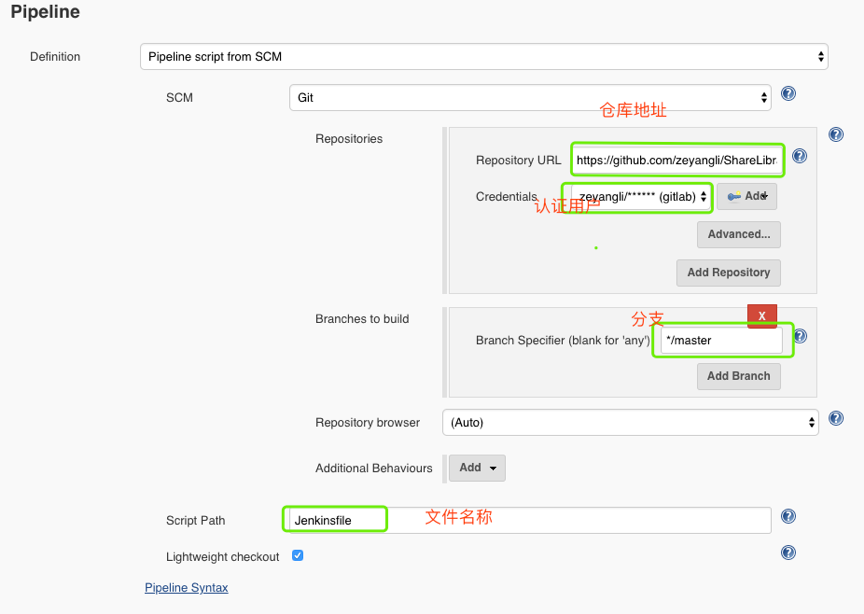 Pipeline
Definition
Pipeline script from SCM
SCM
Git
仓库地址
Repositories
Repository URL
https://github.com/zeyangli/ShareLibr
Credentials
zeyangli/****** (gitlab)
Add
认证用户
Advanced...
Add Repository
Branches to build
分支
X
Branch Specifier (blank for 'any')
*/master
Add Branch
Repository browser
(Auto)
Additional Behaviours
Add
Script Path
Jenkinsfile
文件名称
Lightweight checkout
Pipeline Syntax